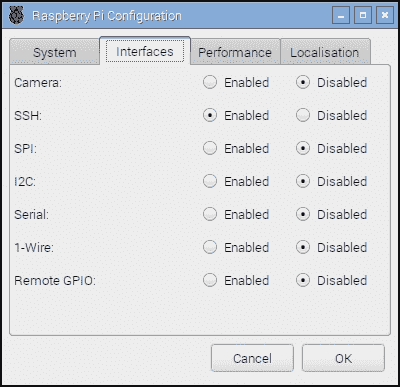 Raspberry Pi Configuration
System Interfaces Performance Localisation
Camera: Enabled Disabled
SSH: Enabled Disabled
SPI: Enabled Disabled
I2C: Enabled Disabled
Serial: Enabled Disabled
1-Wire: Enabled Disabled
Remote GPIO: Enabled Disabled
Cancel OK